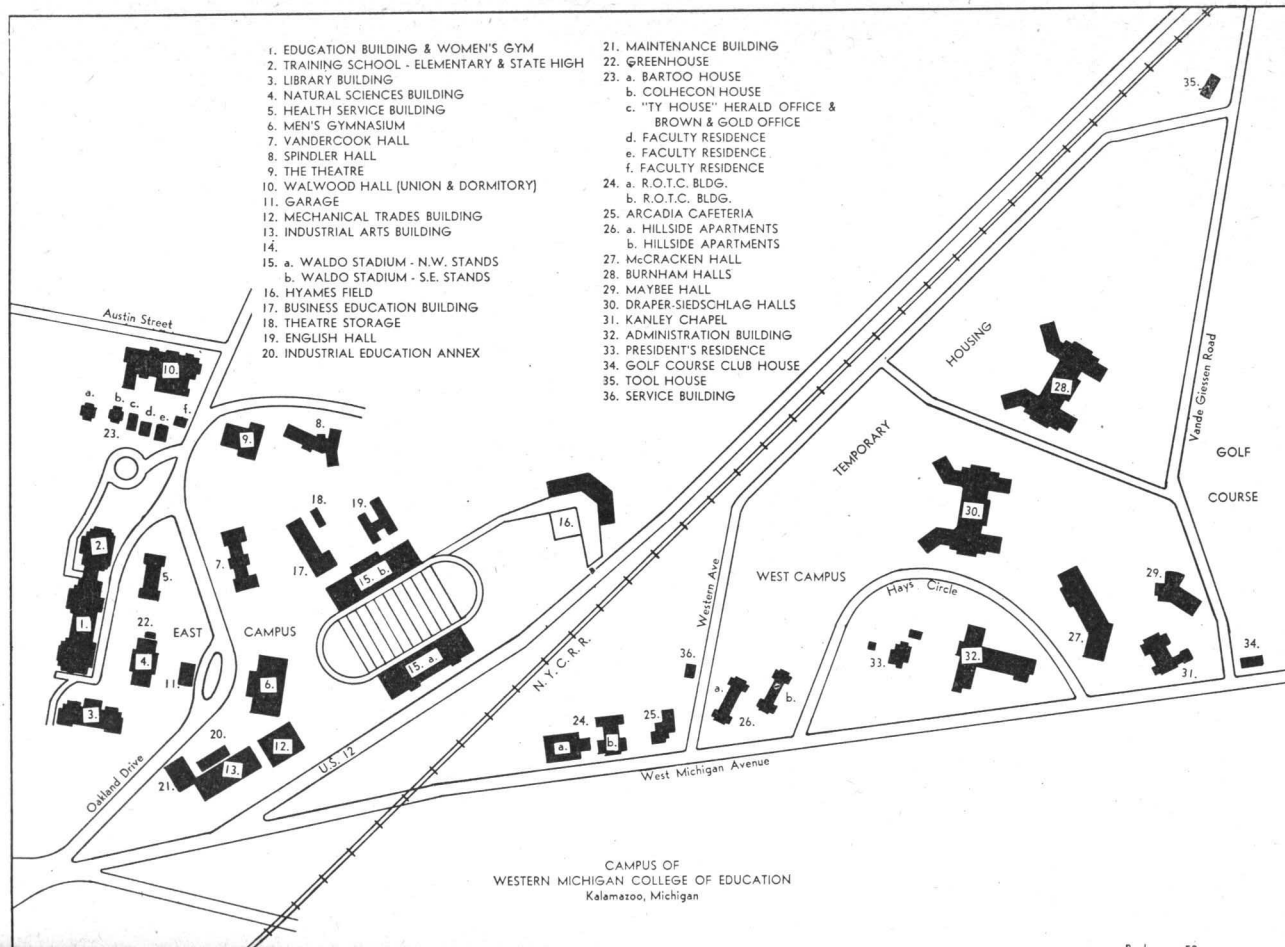 1. EDUCATION BUILDING & WOMEN'S GYM
2. TRAINING SCHOOL - ELEMENTARY & STATE HIGH
3. LIBRARY BUILDING
4. NATURAL SCIENCES BUILDING
5. HEALTH SERVICE BUILDING
6. MEN'S GYMNASIUM
7. VANDERCOOK HALL
8. SPINDLER HALL
9. THE THEATRE
10. WALWOOD HALL (UNION & DORMITORY)
11. GARAGE
12. MECHANICAL TRADES BUILDING
13. INDUSTRIAL ARTS BUILDING
14.
15. a. WALDO STADIUM - N.W. STANDS
b. WALDO STADIUM - S.E. STANDS
16. HYAMES FIELD
17. BUSINESS EDUCATION BUILDING
18. THEATRE STORAGE
19. ENGLISH HALL
20. INDUSTRIAL EDUCATION ANNEX
21. MAINTENANCE BUILDING
22. GREENHOUSE
23. a. BARTOO HOUSE
b. COLHECON HOUSE
c. "TY HOUSE" HERALD OFFICE &
BROWN & GOLD OFFICE
d. FACULTY RESIDENCE
e. FACULTY RESIDENCE
f. FACULTY RESIDENCE
24. a. R.O.T.C. BLDG.
b. R.O.T.C. BLDG.
25. ARCADIA CAFETERIA
26. a. HILLSIDE APARTMENTS
b. HILLSIDE APARTMENTS
27. McCRACKEN HALL
28. BURNHAM HALLS
29. MAYBEE HALL
30. DRAPER-SIEDSCHLAG HALLS
31. KANLEY CHAPEL
32. ADMINISTRATION BUILDING
33. PRESIDENT'S RESIDENCE
34. GOLF COURSE CLUB HOUSE
35. TOOL HOUSE
36. SERVICE BUILDING
35.
Austin Street
10.
a.
b.
c.
d.
e.
f.
23.
9.
8.
HOUSING
28.
Vande Giessen Road
TEMPORARY
GOLF
COURSE
18.
19.
16.
30.
2.
5.
7.
17.
15. b.
WEST CAMPUS
Hays Circle
29.
Western Ave
1.
22.
EAST
CAMPUS
4.
11.
6.
15. a.
N.Y.C.R.R.
36.
33.
32.
27.
31.
34.
3.
a.
b.
26.
24.
a.
b.
25.
20.
12.
13.
21.
U.S. 12
Oakland Drive
West Michigan Avenue
CAMPUS OF
WESTERN MICHIGAN COLLEGE OF EDUCATION
Kalamazoo, Michigan